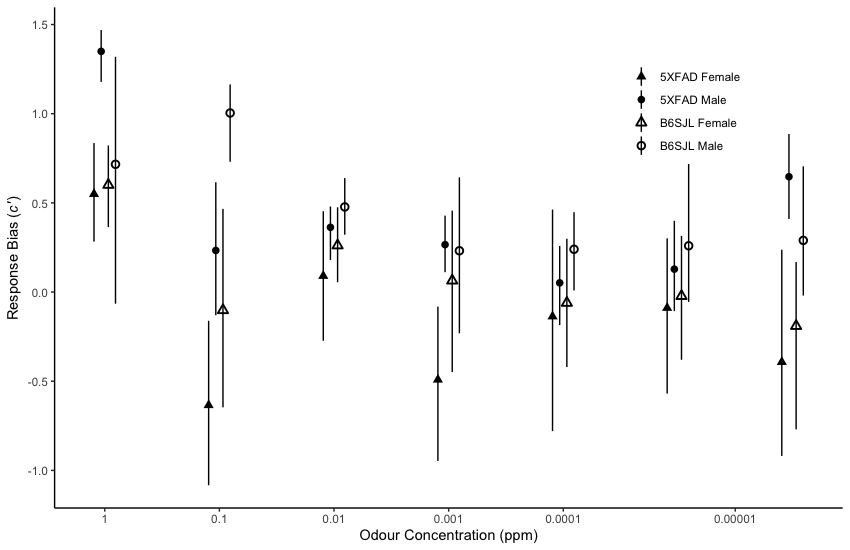 1.5
1.0
0.5
0.0
-0.5
-1.0
Response Bias (c')
5XFAD Female
5XFAD Male
B6SJL Female
B6SJL Male
1 0.1 0.01 0.001 0.0001 0.00001
Odour Concentration (ppm)